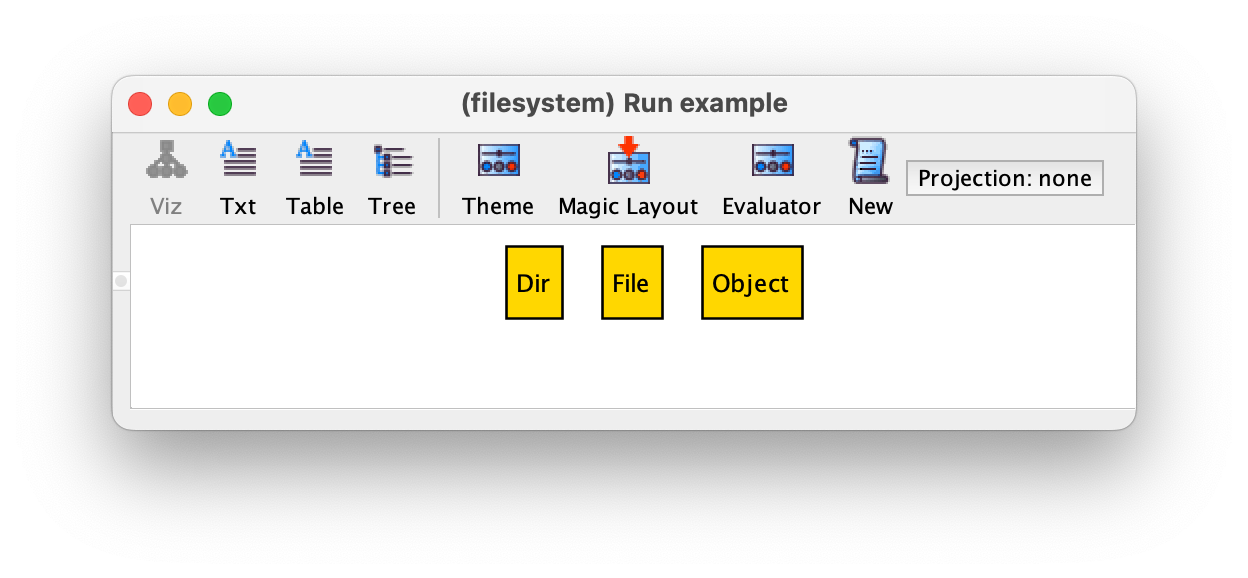 (filesystem) Run example
Viz Txt Table Tree Theme Magic Layout Evaluator New Projection: none
Dir File Object